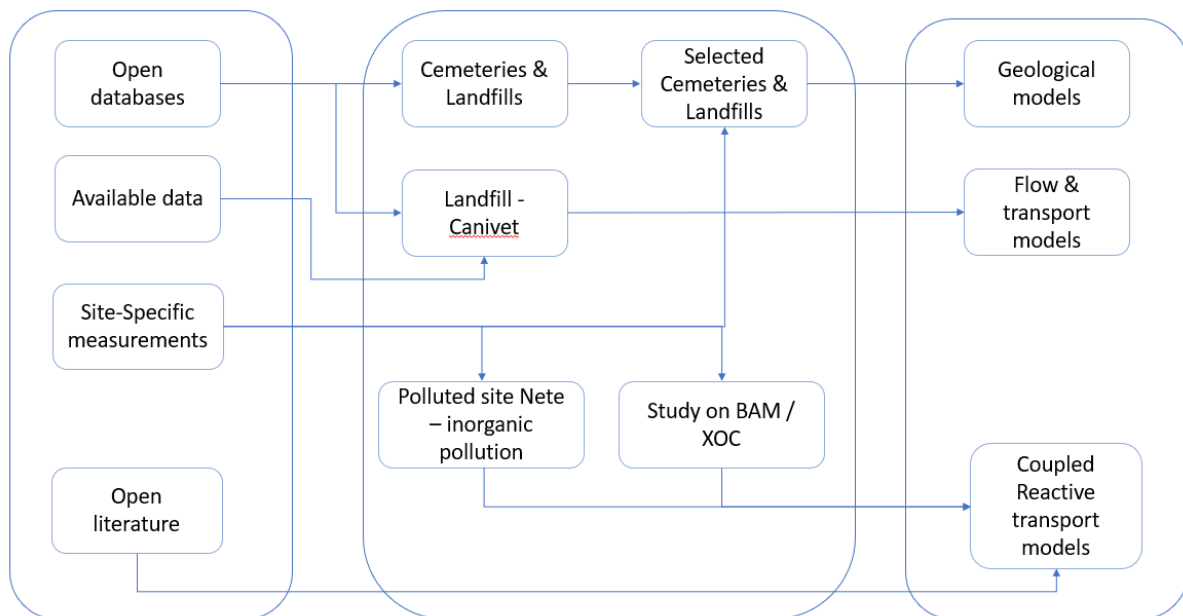 Open
databases
Available data
Site-Specific
measurements
Open
literature
Cemeteries &
Landfills
Selected
Cemeteries &
Landfills
Landfill -
Canivet
Polluted site Nete
– inorganic
pollution
Study on BAM /
XOC
Geological
models
Flow &
transport
models
Coupled
Reactive
transport
models